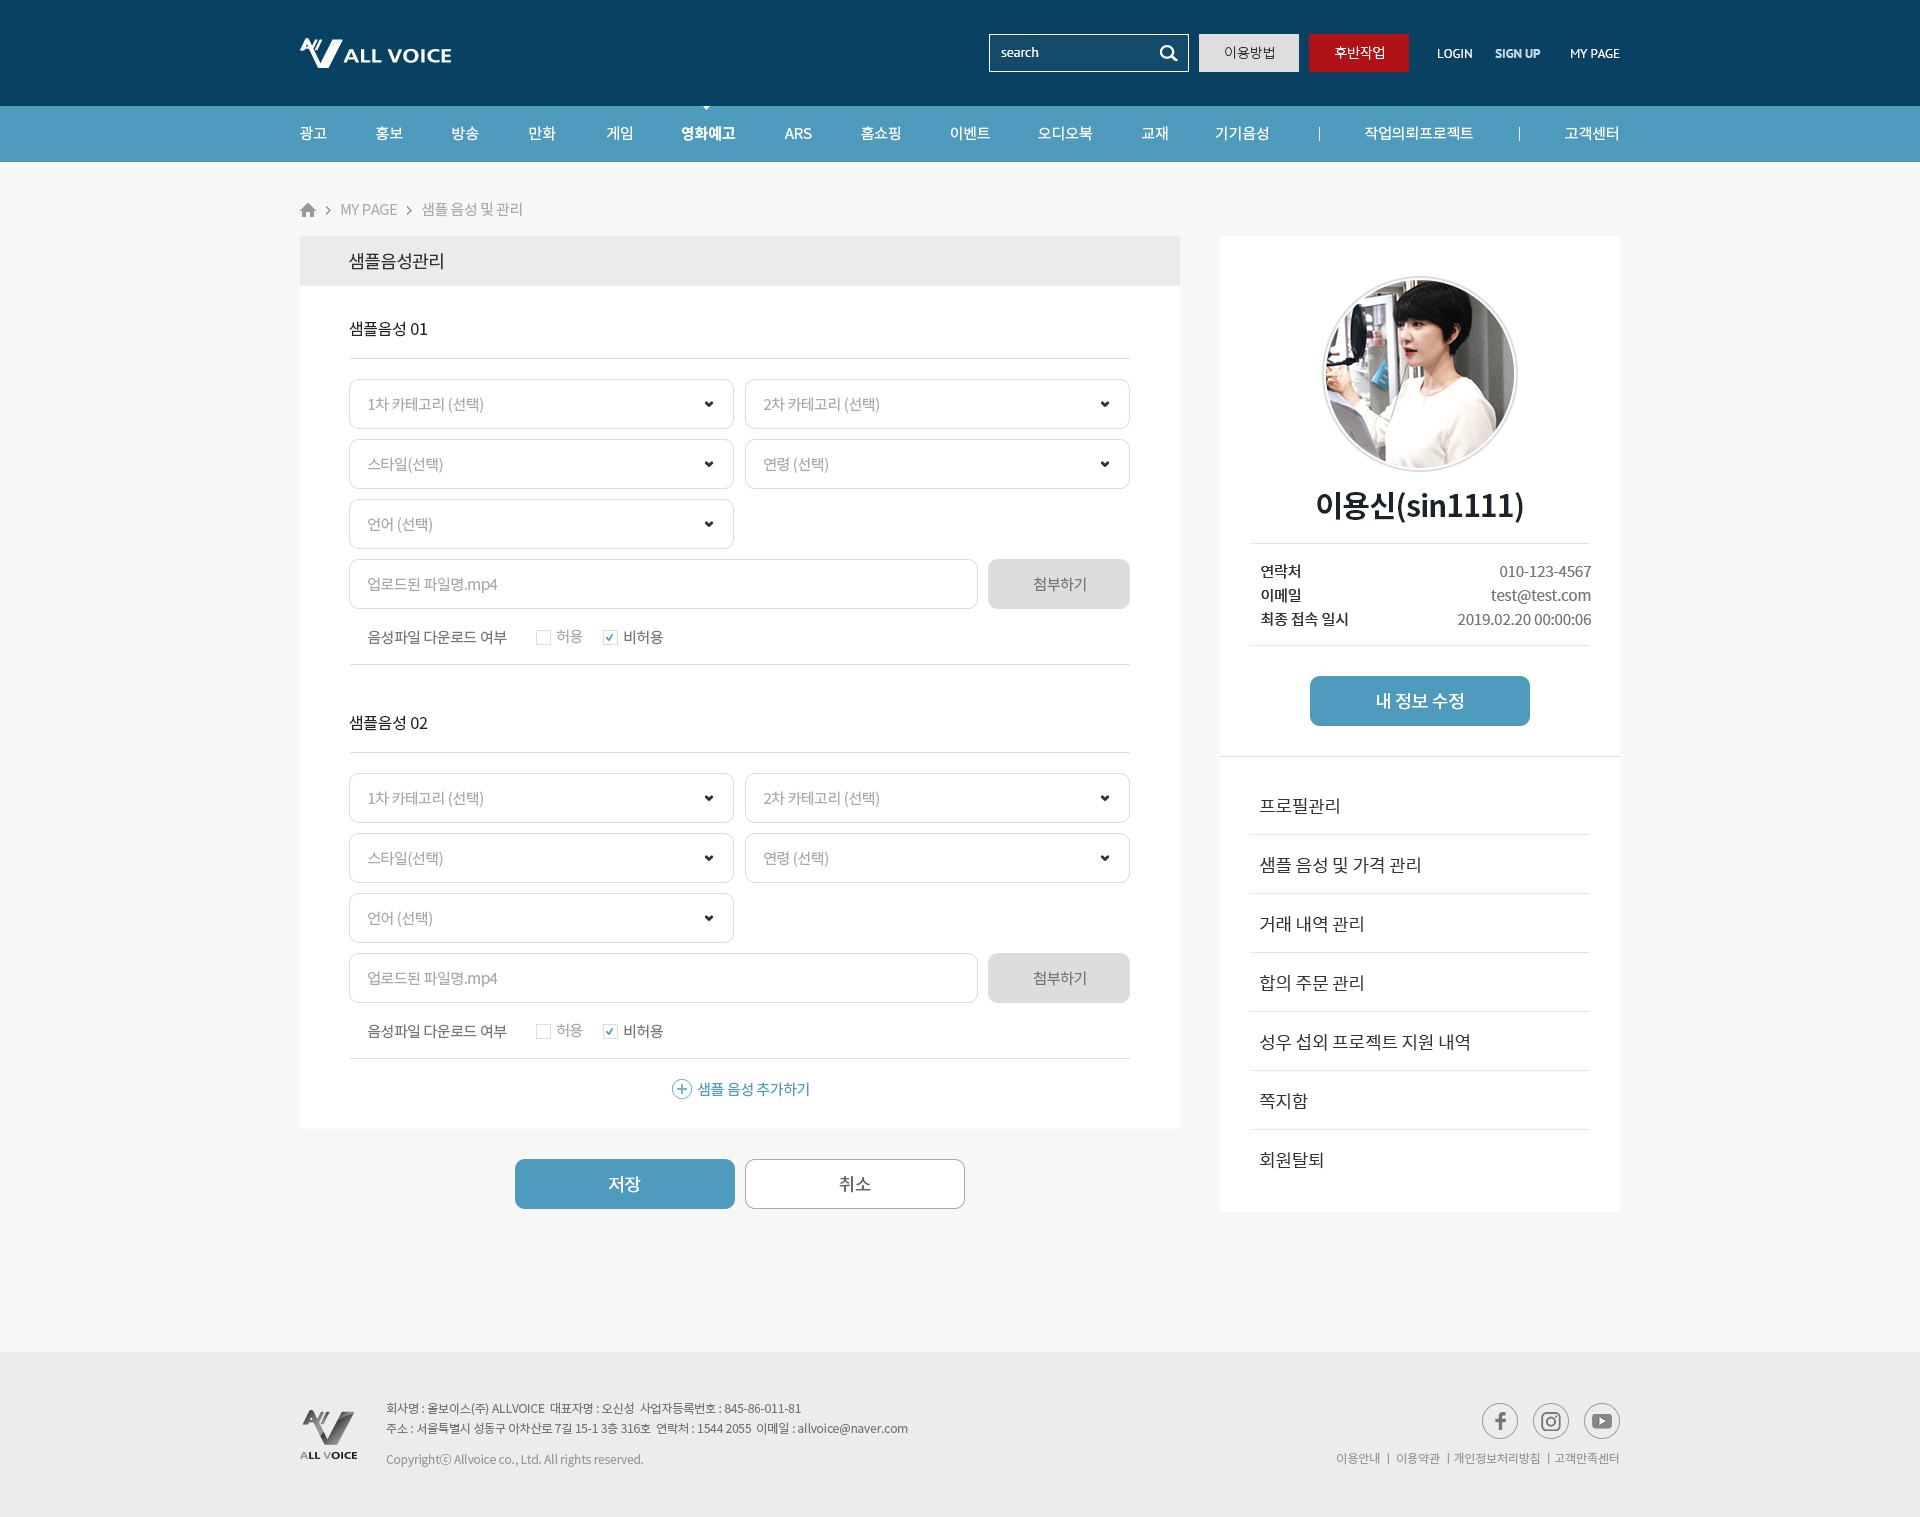 ALL VOICE
search
이용방법
후반작업
LOGIN SIGN UP MY PAGE
광고 홍보 방송 만화 게임 영화예고 ARS 홈쇼핑 이벤트 오디오북 교재 기기음성 | 작업의뢰프로젝트 | 고객센터
MY PAGE > 샘플 음성 및 관리
샘플음성관리
샘플음성 01
1차 카테고리 (선택)
2차 카테고리 (선택)
스타일(선택)
연령 (선택)
언어 (선택)
업로드된 파일명.mp4
첨부하기
음성파일 다운로드 여부 허용 비허용
샘플음성 02
1차 카테고리 (선택)
2차 카테고리 (선택)
스타일(선택)
연령 (선택)
언어 (선택)
업로드된 파일명.mp4
첨부하기
음성파일 다운로드 여부 허용 비허용
샘플 음성 추가하기
저장
취소
이용신(sin1111)
연락처 010-123-4567
이메일 test@test.com
최종 접속 일시 2019.02.20 00:00:06
내 정보 수정
프로필관리
샘플 음성 및 가격 관리
거래 내역 관리
합의 주문 관리
성우 섭외 프로젝트 지원 내역
쪽지함
회원탈퇴
ALL VOICE
회사명 : 올보이스(주) ALLVOICE 대표자명 : 오신성 사업자등록번호 : 845-86-011-81
주소 : 서울특별시 성동구 아차산로 7길 15-1 3층 316호 연락처 : 1544 2055 이메일 : allvoice@naver.com
Copyrightⓒ Allvoice co., Ltd. All rights reserved.
이용안내 | 이용약관 | 개인정보처리방침 | 고객만족센터